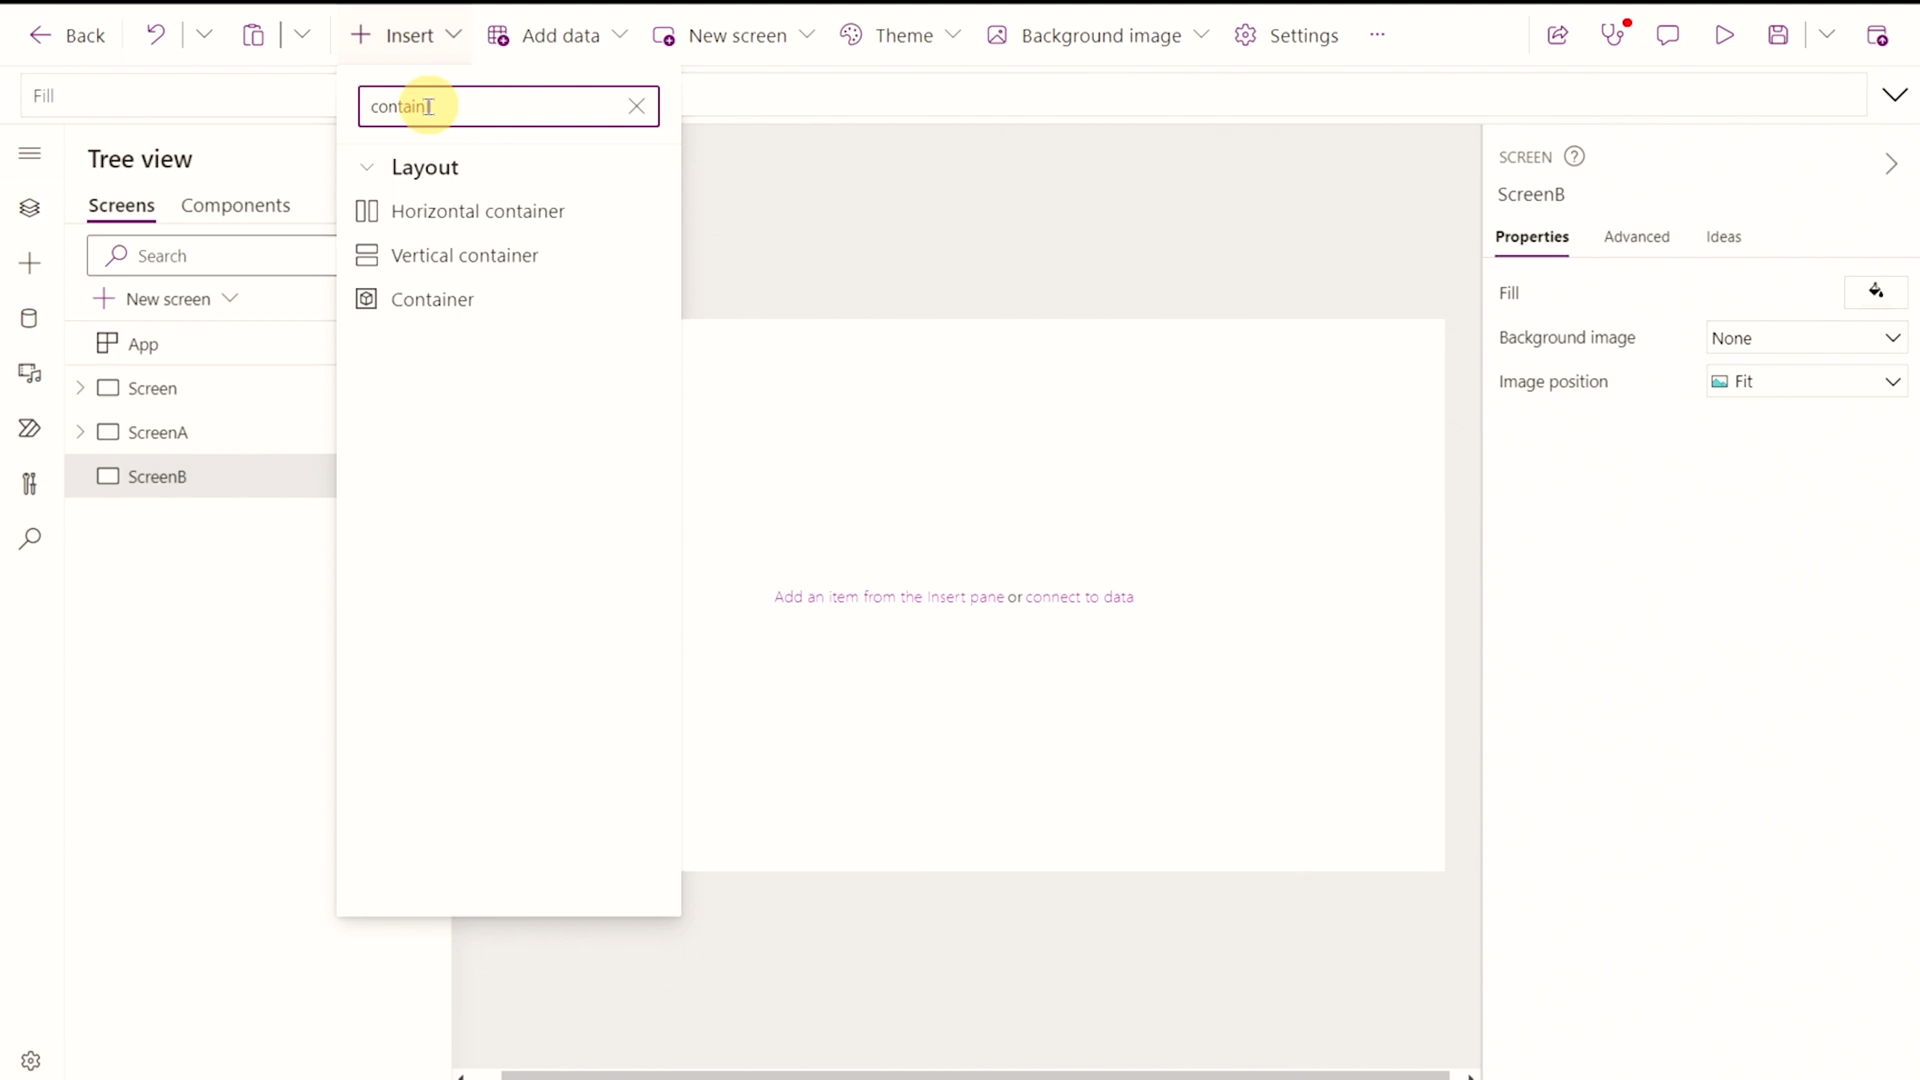 Back
Insert
Add data
New screen
Theme
Background image
Settings
Fill
contain
Tree view
Screens
Components
Search
New screen
App
Screen
ScreenA
ScreenB
Layout
Horizontal container
Vertical container
Container
Add an item from the Insert pane or connect to data
SCREEN
ScreenB
Properties
Advanced
Ideas
Fill
Background image
None
Image position
Fit